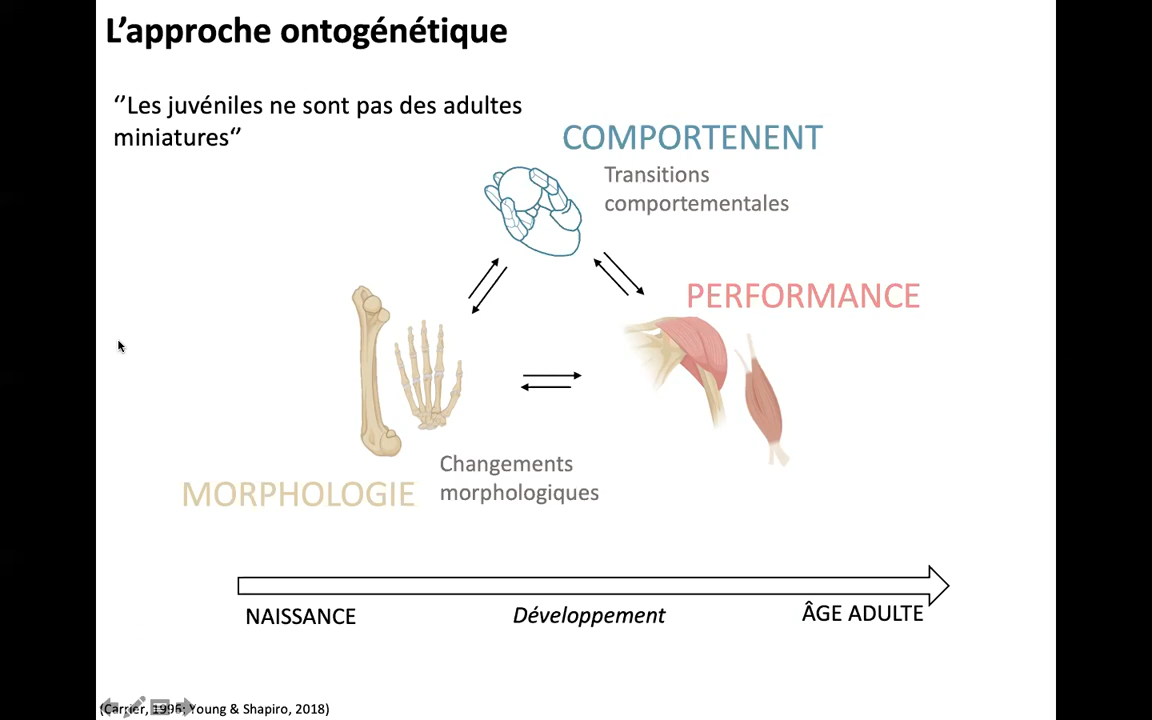 L’approche ontogénétique
‘’Les juvéniles ne sont pas des adultes
miniatures‘’
COMPORTENENT
Transitions
comportementales
PERFORMANCE
Changements
morphologiques
MORPHOLOGIE
NAISSANCE
Développement
ÂGE ADULTE
(Carrier, 1996; Young & Shapiro, 2018)